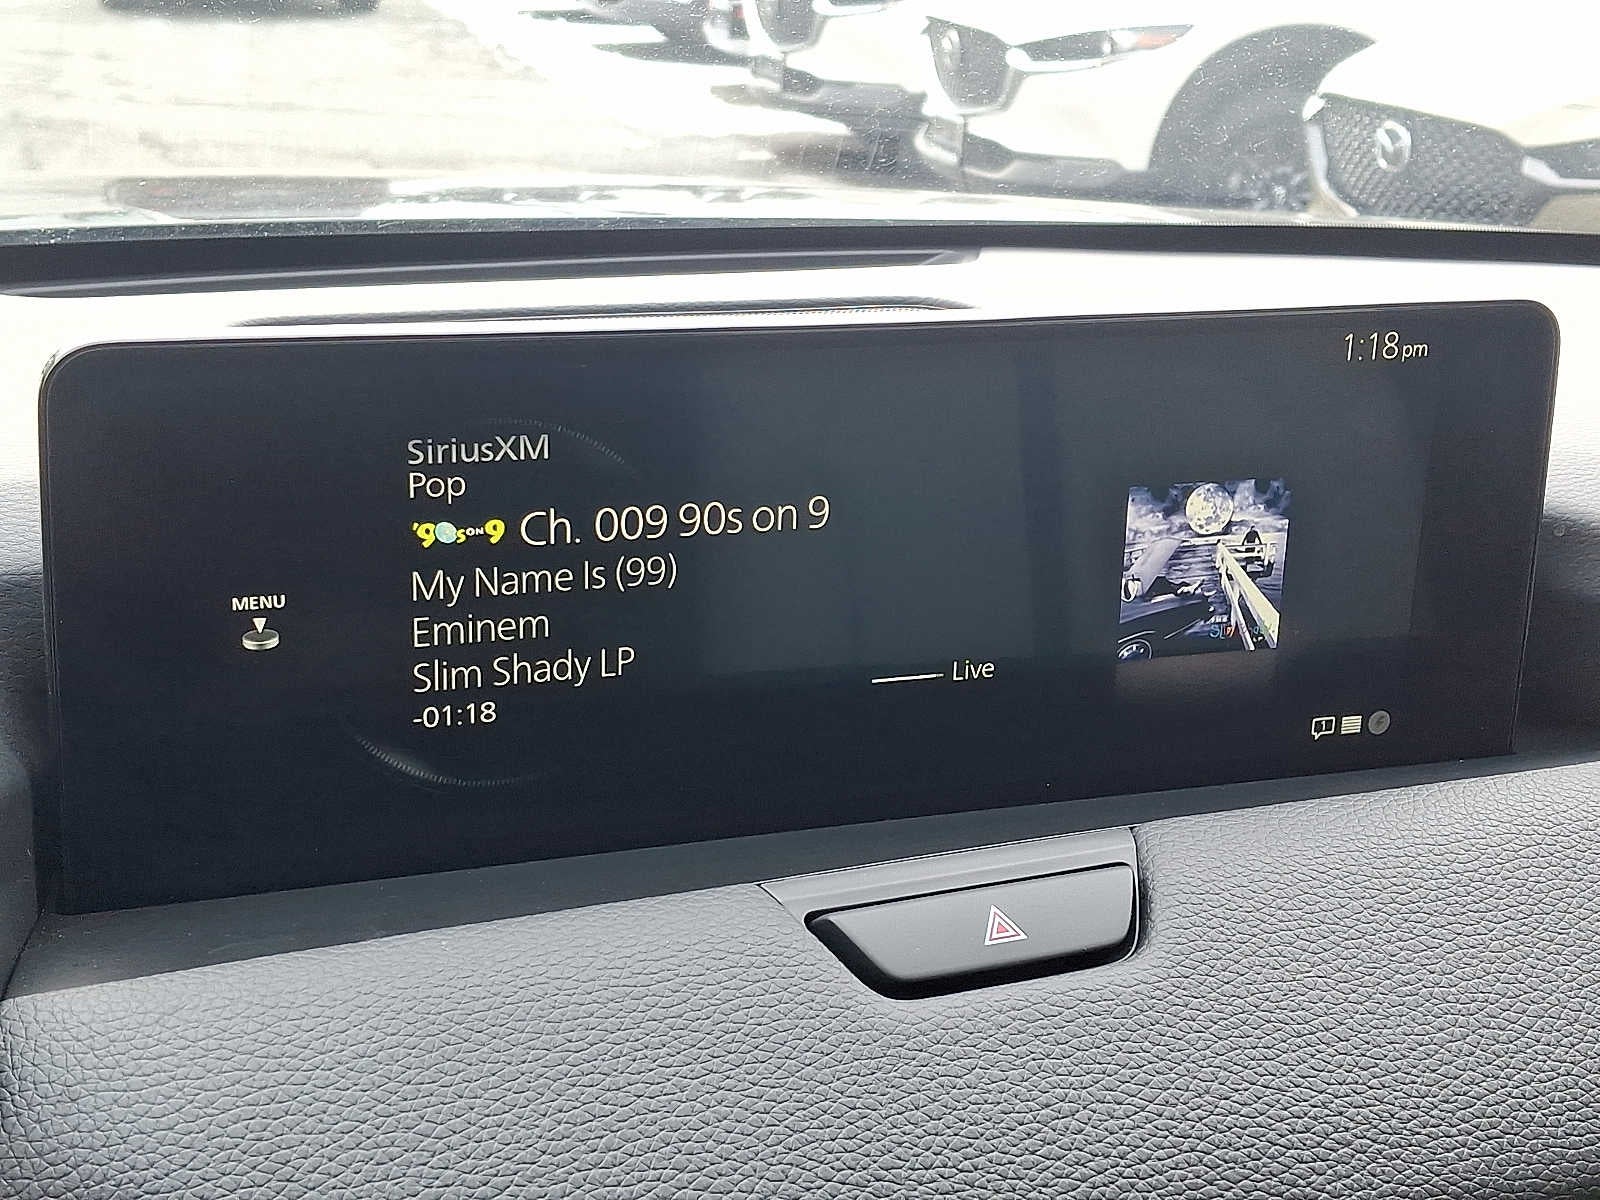 1:18pm
SiriusXM
Pop
'90s ON 9 Ch. 009 90s on 9
My Name Is (99)
MENU
Eminem
Slim Shady LP
Live
-01:18
1